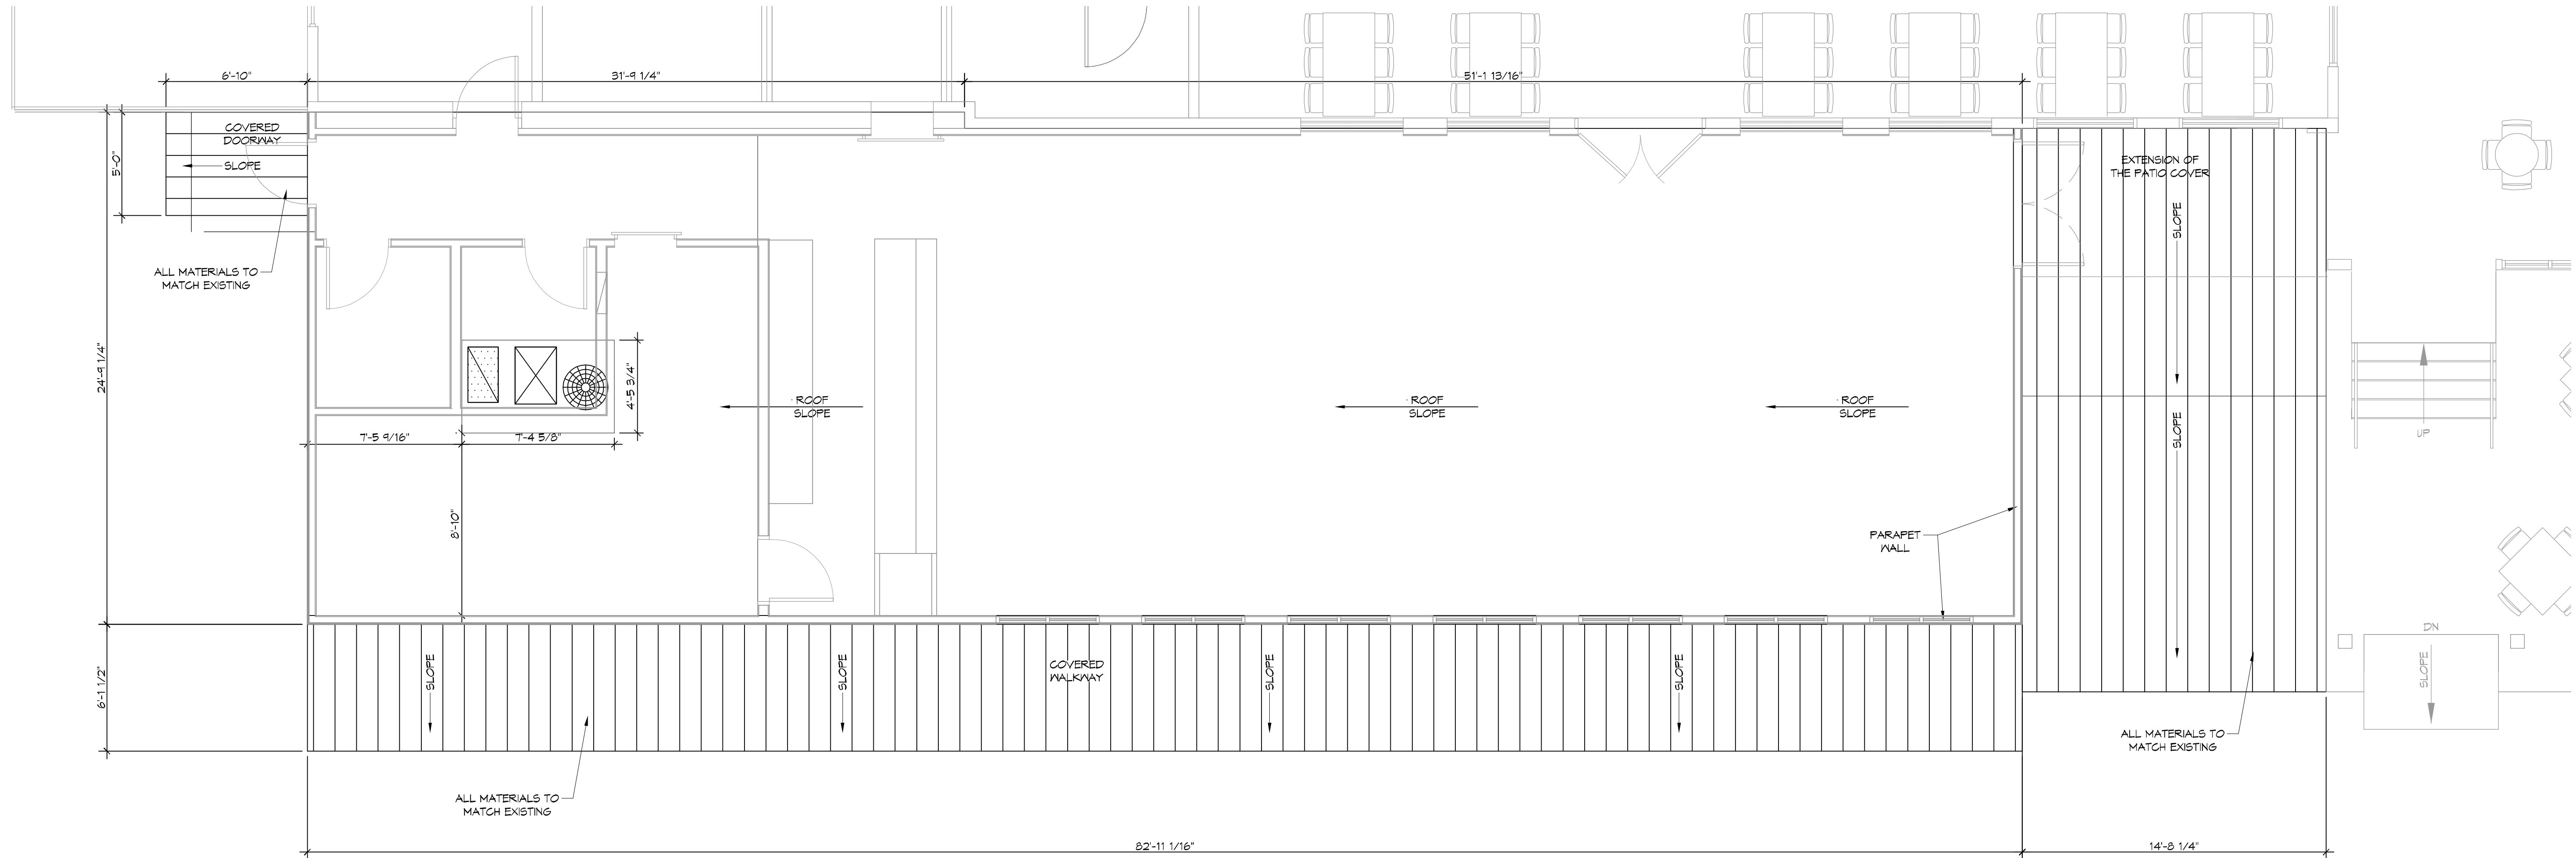 6'-10"
31'-9 1/4"
51'-1 13/16"
COVERED
DOORWAY
SLOPE
5'-0"
EXTENSION OF
THE PATIO COVER
SLOPE
ALL MATERIALS TO
MATCH EXISTING
24'-9 1/4"
4'-5 3/4"
ROOF
SLOPE
ROOF
SLOPE
ROOF
SLOPE
SLOPE
7'-5 9/16"
7'-4 5/8"
UP
8'-10"
PARAPET
WALL
DN
SLOPE
6'-1 1/2"
SLOPE
SLOPE
COVERED
WALKWAY
SLOPE
SLOPE
ALL MATERIALS TO
MATCH EXISTING
ALL MATERIALS TO
MATCH EXISTING
82'-11 1/16"
14'-8 1/4"